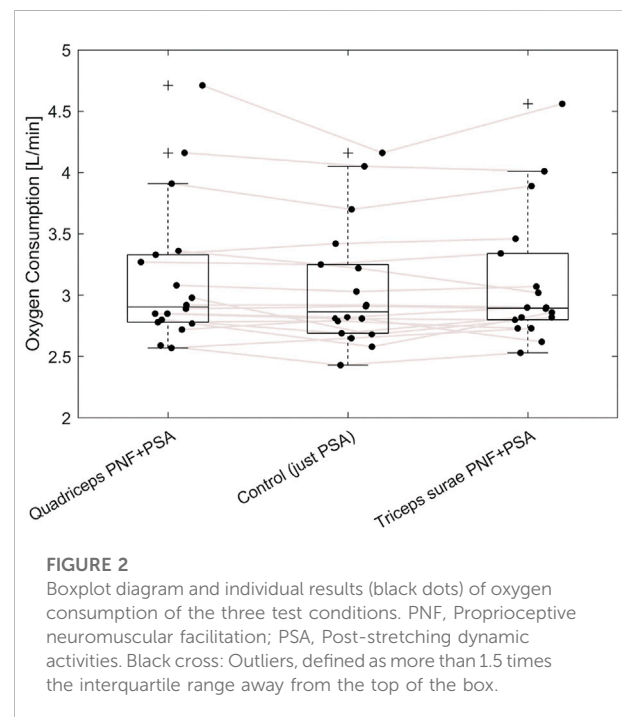 5
4.5
4
3.5
3
2.5
2
Oxygen Consumption [L/min]
Quadriceps PNF+PSA
Control (just PSA)
Triceps surae PNF+PSA
FIGURE 2
Boxplot diagram and individual results (black dots) of oxygen
consumption of the three test conditions. PNF, Proprioceptive
neuromuscular facilitation; PSA, Post-stretching dynamic
activities. Black cross: Outliers, defined as more than 1.5 times
the interquartile range away from the top of the box.